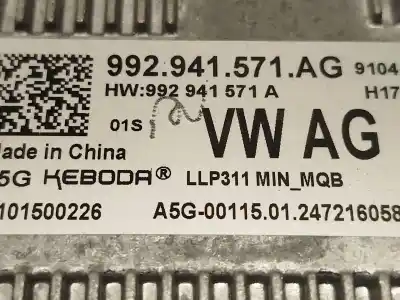 992.941.571.AG 9104
HW:992 941 571 A H17
01S VW AG
Made in China
5G KEBODA® LLP311 MIN_MQB
101500226 A5G-00115.01.247216058